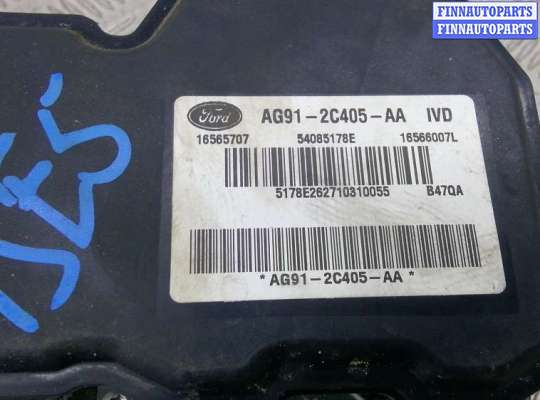 FINNAUTOPARTS
FINNAUTOPARTS
Ford AG91-2C405-AA IVD
16565707 54085178E 16566007L
5178E262710310055 B47QA
*AG91-2C405-AA*